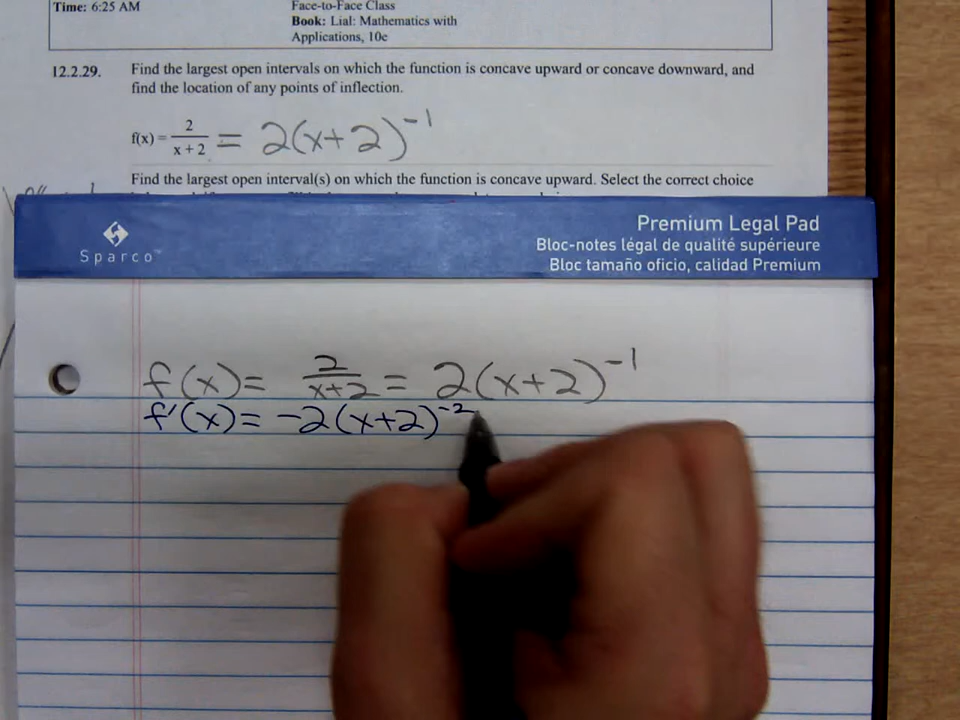 Time: 6:25 AM
Face-to-Face Class
Book: Lial: Mathematics with
Applications, 10e
12.2.29. Find the largest open intervals on which the function is concave upward or concave downward, and
find the location of any points of inflection.
f(x) = 2/(x + 2) = 2(x+2)^-1
Find the largest open interval(s) on which the function is concave upward. Select the correct choice
Sparco
Premium Legal Pad
Bloc-notes légal de qualité supérieure
Bloc tamaño oficio, calidad Premium
f(x) = 2/(x+2) = 2(x+2)^-1
f'(x) = -2(x+2)^-2